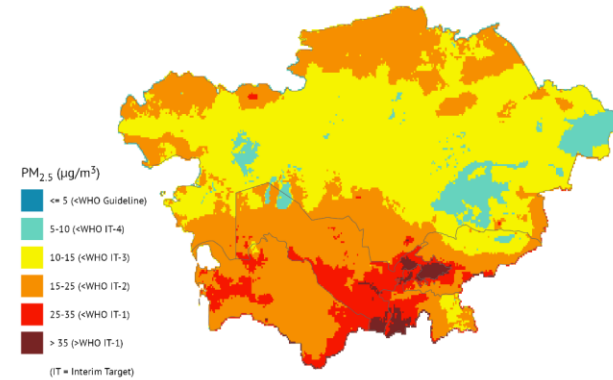 PM2.5 (µg/m³)
<= 5 (<WHO Guideline)
5-10 (<WHO IT-4)
10-15 (<WHO IT-3)
15-25 (<WHO IT-2)
25-35 (<WHO IT-1)
> 35 (>WHO IT-1)
(IT = Interim Target)